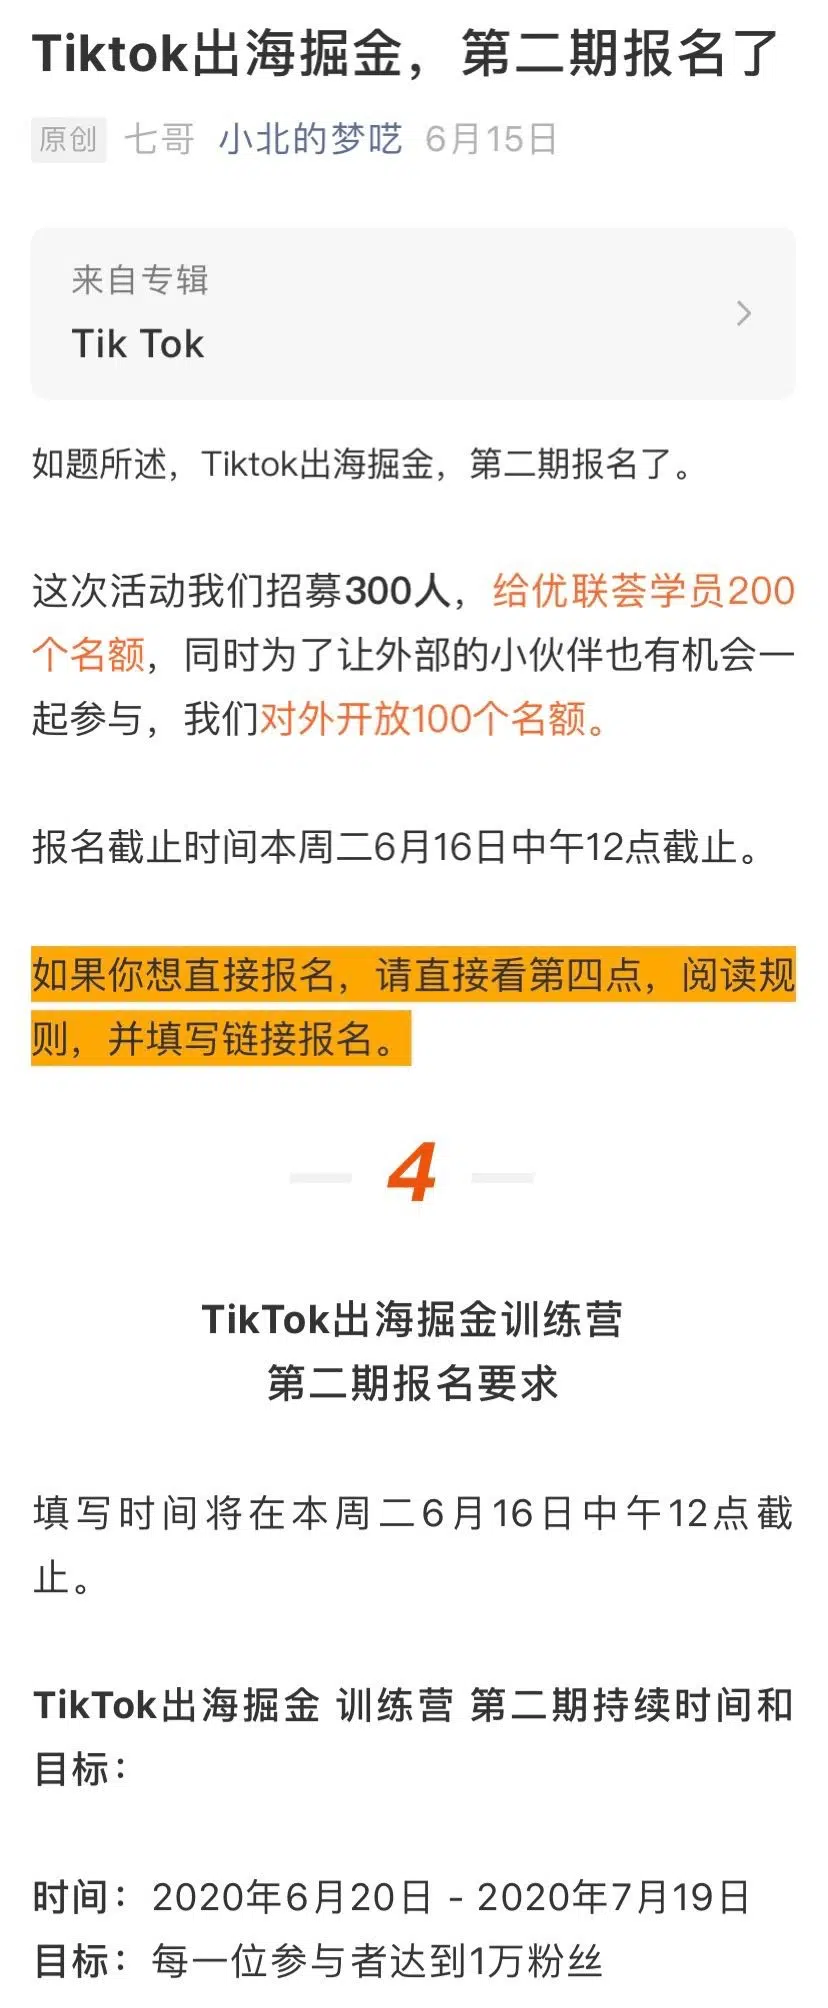 Tiktok出海掘金，第二期报名了
原创 七哥 小北的梦呓 6月15日
来自专辑
Tik Tok
如题所述，Tiktok出海掘金，第二期报名了。
这次活动我们招募300人，给优联荟学员200
个名额，同时为了让外部的小伙伴也有机会一
起参与，我们对外开放100个名额。
报名截止时间本周二6月16日中午12点截止。
如果你想直接报名，请直接看第四点，阅读规
则，并填写链接报名。
4
TikTok出海掘金训练营
第二期报名要求
填写时间将在本周二6月16日中午12点截
止。
TikTok出海掘金 训练营 第二期持续时间和
目标：
时间：2020年6月20日 - 2020年7月19日
目标：每一位参与者达到1万粉丝